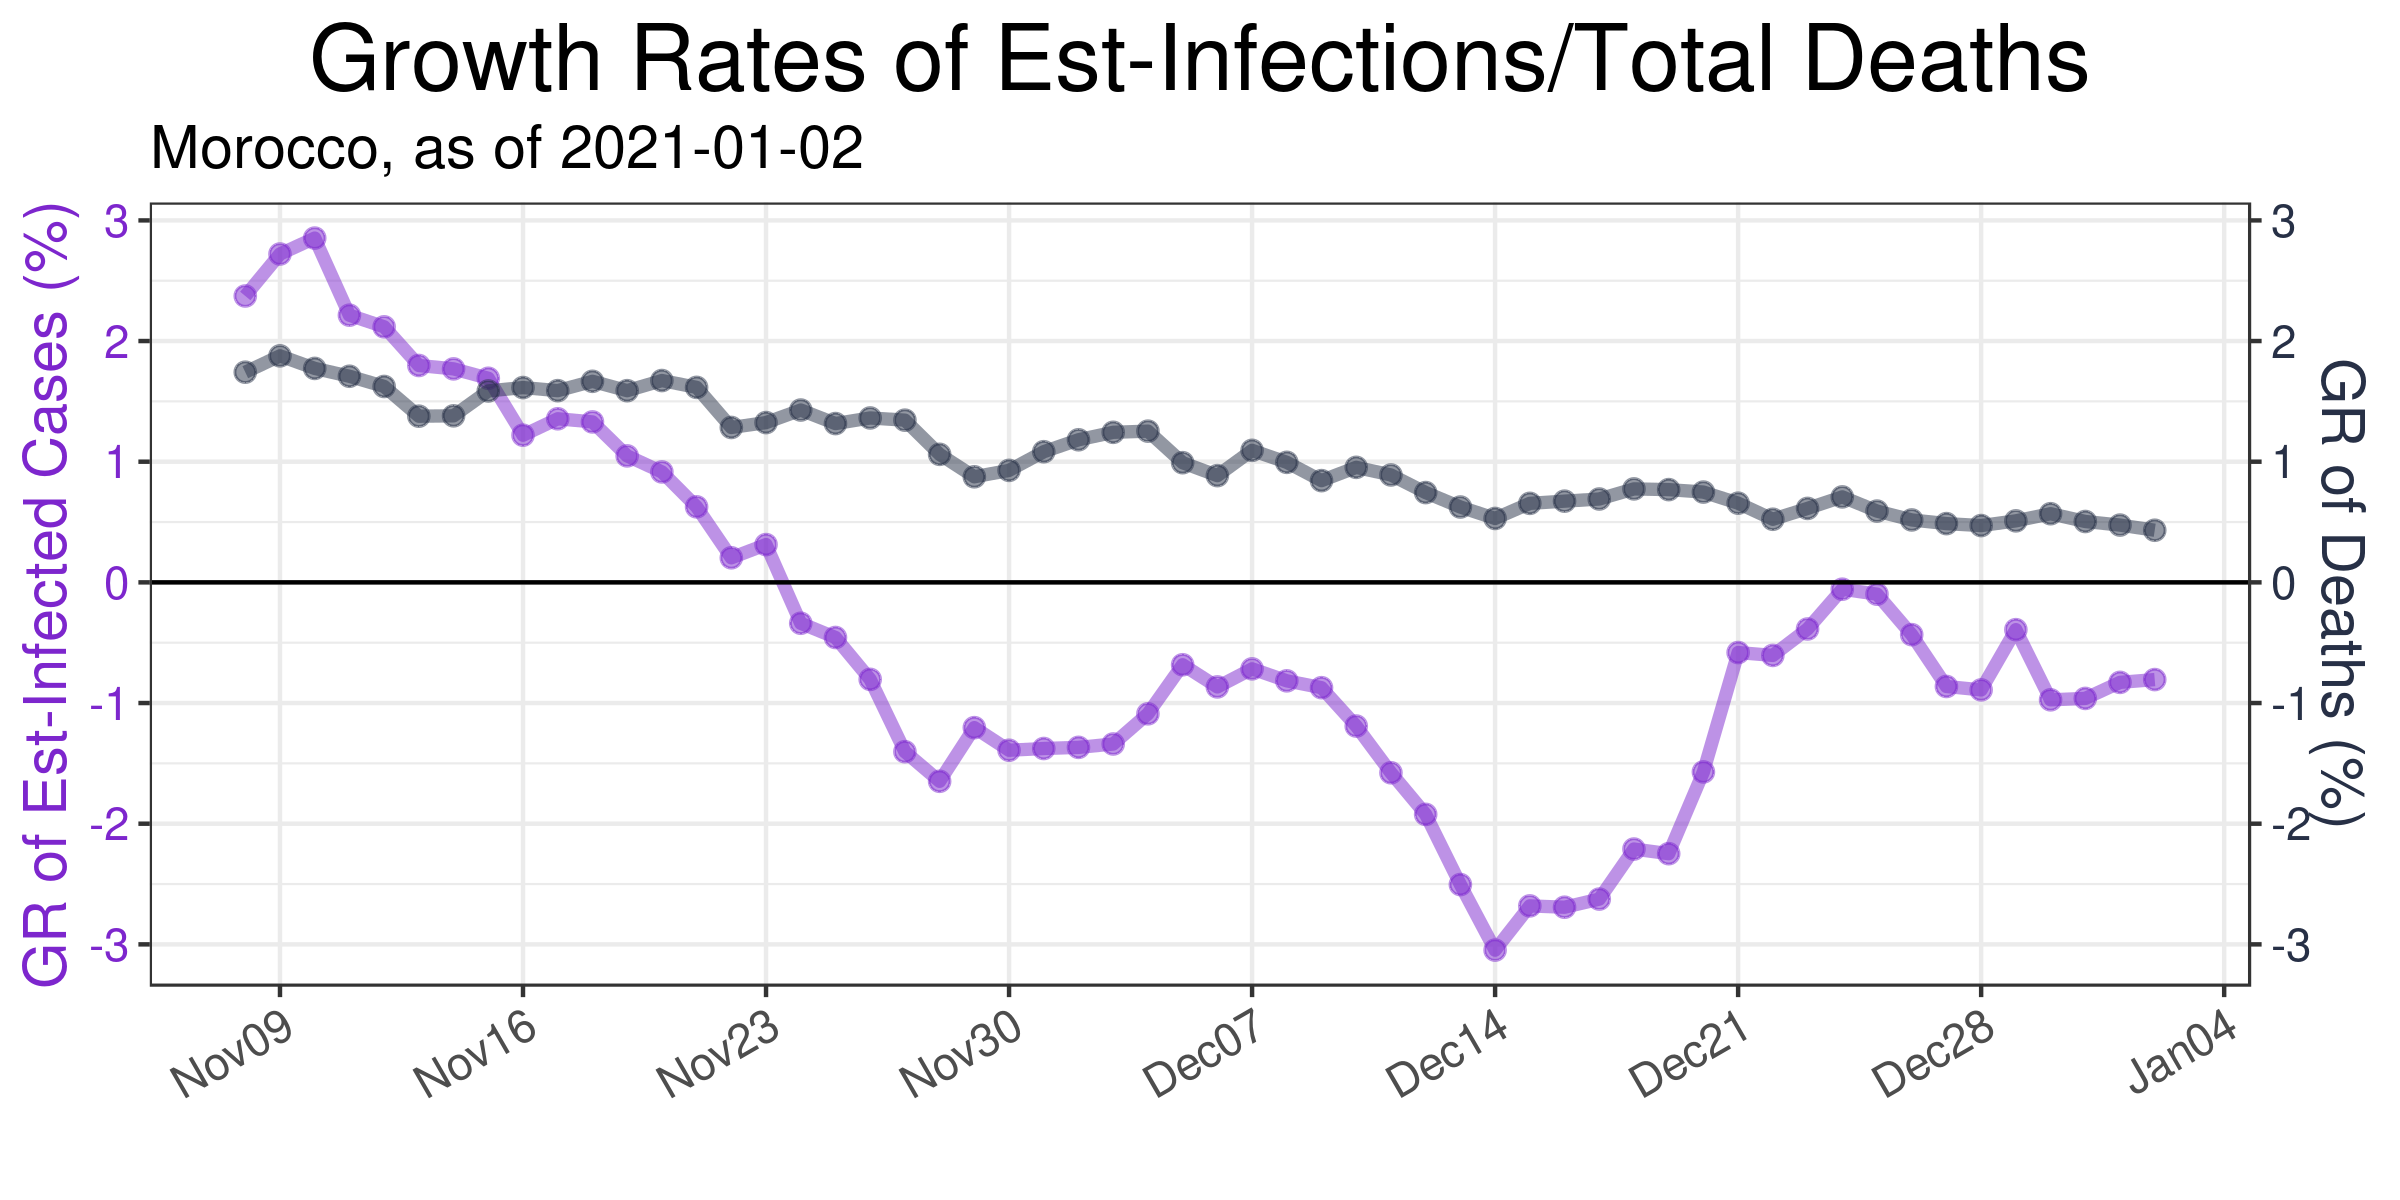 Growth Rates of Est-Infections/Total Deaths
Morocco, as of 2021-01-02
GR of Est-Infected Cases (%)
3
2
1
0
-1
-2
-3
3
2
1
0
-1
-2
-3
GR of Deaths (%)
Nov09
Nov16
Nov23
Nov30
Dec07
Dec14
Dec21
Dec28
Jan04